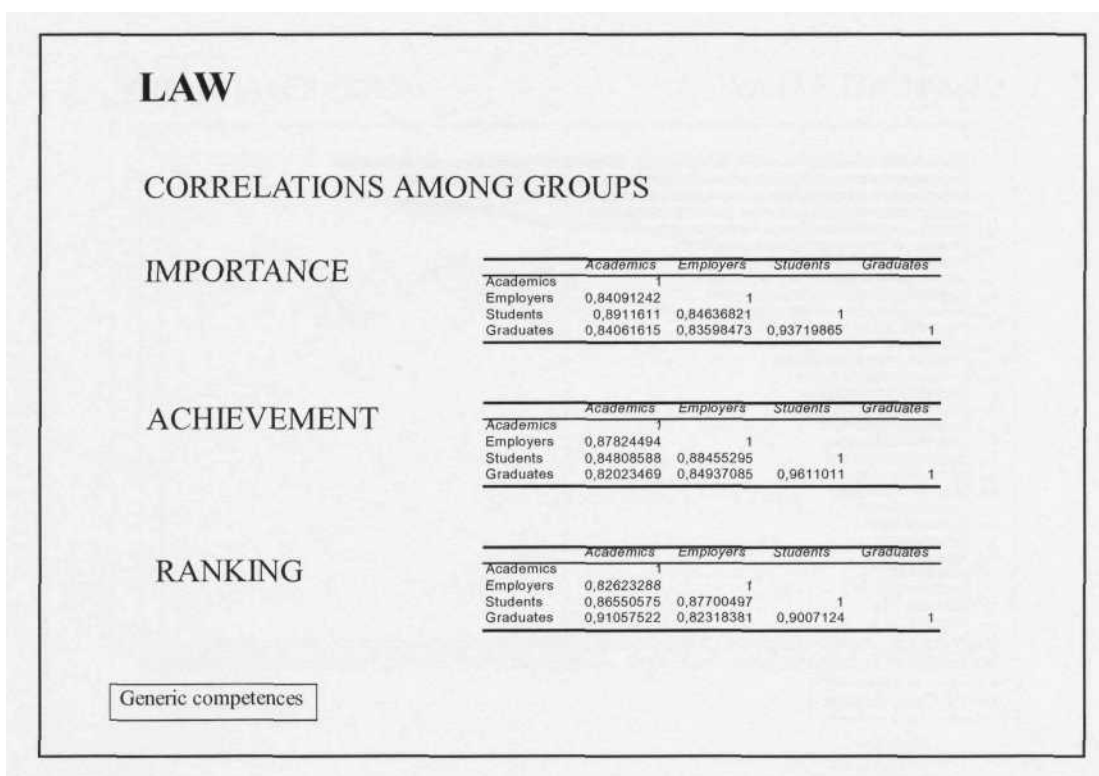 LAW
CORRELATIONS AMONG GROUPS
IMPORTANCE
Academics Employers Students Graduates
Academics 1
Employers 0,84091242 1
Students 0,8911611 0,84636821 1
Graduates 0,84061615 0,83598473 0,93719865 1
ACHIEVEMENT
Academics Employers Students Graduates
Academics 1
Employers 0,87824494 1
Students 0,84808588 0,88455295 1
Graduates 0,82023469 0,84937085 0,9611011 1
RANKING
Academics Employers Students Graduates
Academics 1
Employers 0,82623288 1
Students 0,86550575 0,87700497 1
Graduates 0,91057522 0,82318381 0,9007124 1
Generic competences